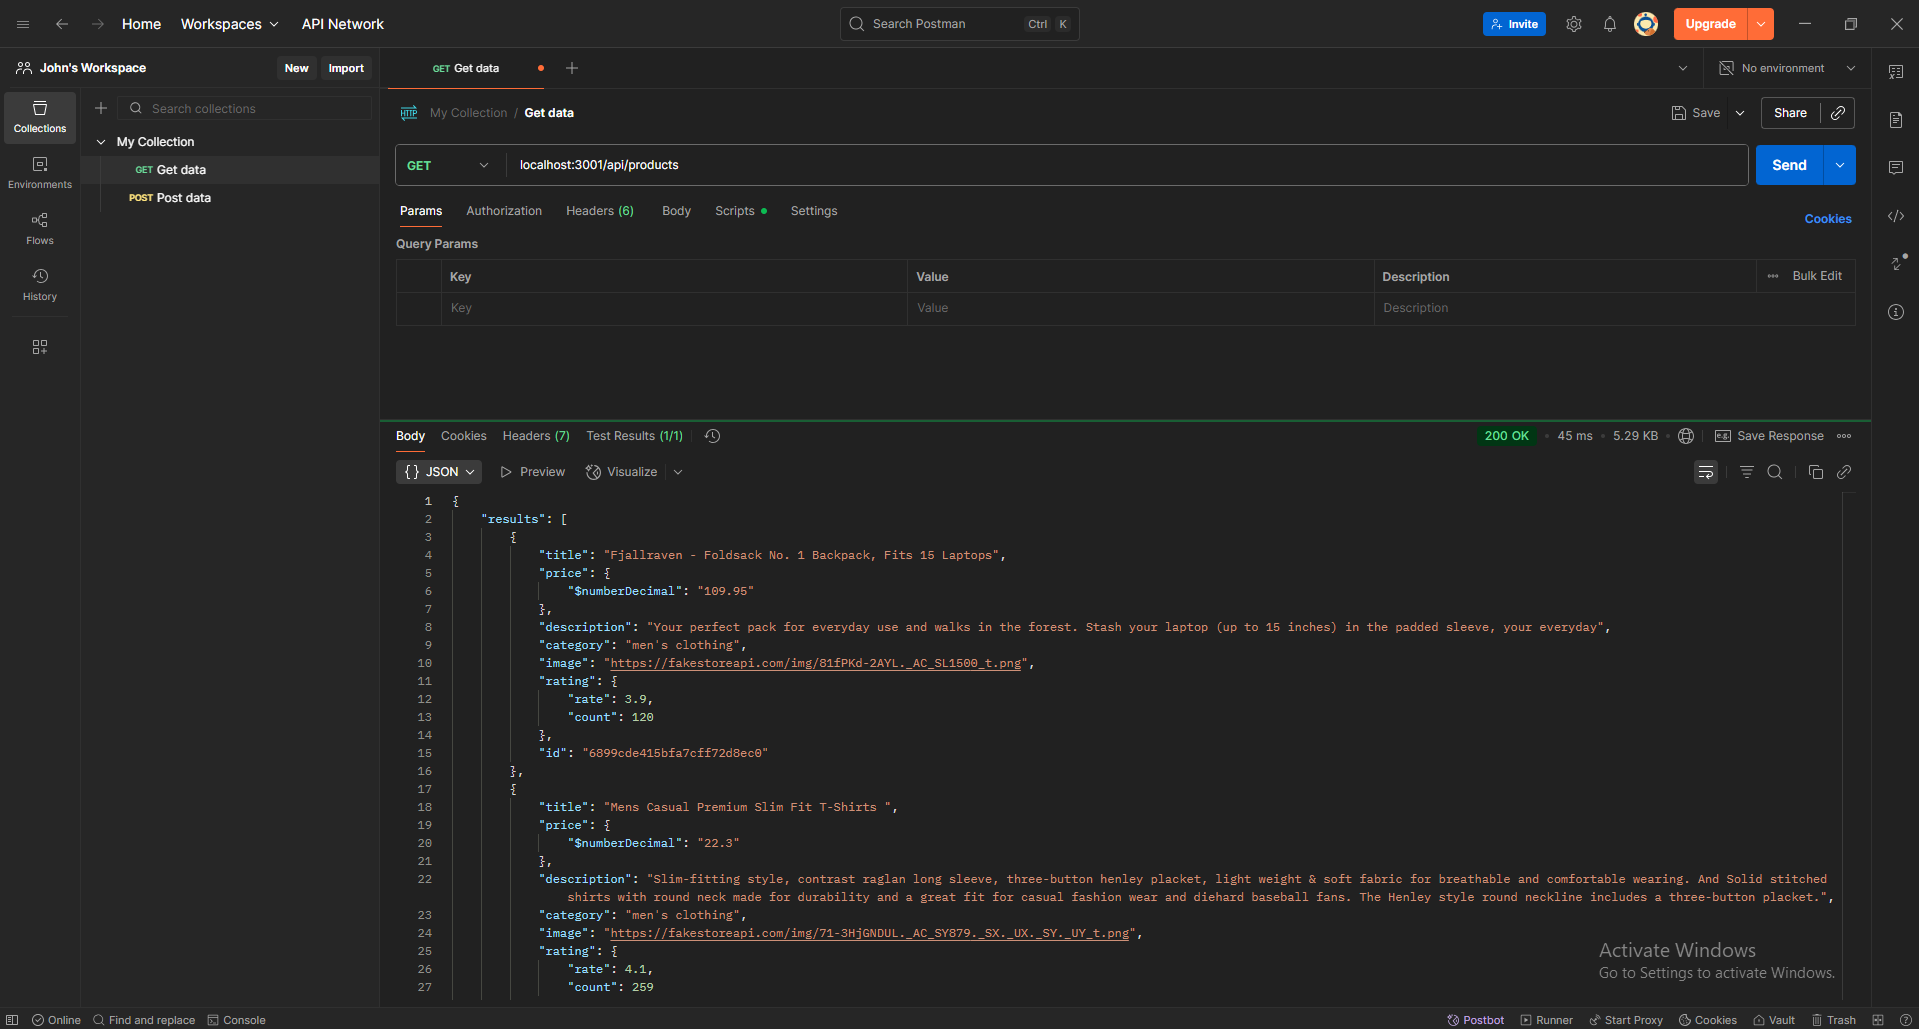 Home Workspaces API Network Search Postman Ctrl K Invite Upgrade
John's Workspace New Import GET Get data No environment
Collections
Environments
Flows
History
Search collections
My Collection
GET Get data
POST Post data
HTTP My Collection / Get data Save Share
GET localhost:3001/api/products Send
Params Authorization Headers (6) Body Scripts Settings Cookies
Query Params
Key Value Description Bulk Edit
Key Value Description
Body Cookies Headers (7) Test Results (1/1) 200 OK 45 ms 5.29 KB e.g. Save Response
{} JSON Preview Visualize
1 {
2 "results": [
3 {
4 "title": "Fjallraven - Foldsack No. 1 Backpack, Fits 15 Laptops",
5 "price": {
6 "$numberDecimal": "109.95"
7 },
8 "description": "Your perfect pack for everyday use and walks in the forest. Stash your laptop (up to 15 inches) in the padded sleeve, your everyday",
9 "category": "men's clothing",
10 "image": "https://fakestoreapi.com/img/81fPKd-2AYL._AC_SL1500_t.png",
11 "rating": {
12 "rate": 3.9,
13 "count": 120
14 },
15 "id": "6899cde415bfa7cff72d8ec0"
16 },
17 {
18 "title": "Mens Casual Premium Slim Fit T-Shirts ",
19 "price": {
20 "$numberDecimal": "22.3"
21 },
22 "description": "Slim-fitting style, contrast raglan long sleeve, three-button henley placket, light weight & soft fabric for breathable and comfortable wearing. And Solid stitched
shirts with round neck made for durability and a great fit for casual fashion wear and diehard baseball fans. The Henley style round neckline includes a three-button placket.",
23 "category": "men's clothing",
24 "image": "https://fakestoreapi.com/img/71-3HjGNDUL._AC_SY879._SX._UX._SY._UY_t.png",
25 "rating": {
26 "rate": 4.1,
27 "count": 259
Activate Windows
Go to Settings to activate Windows.
Online Find and replace Console Postbot Runner Start Proxy Cookies Vault Trash